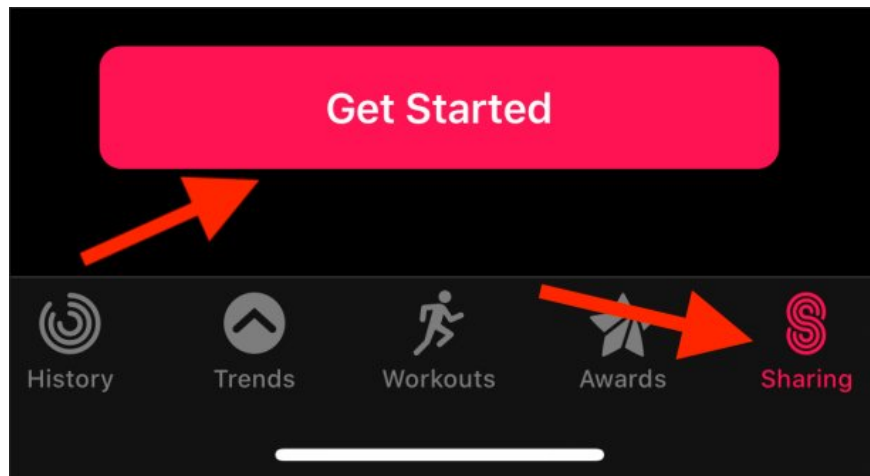 Get Started
History
Trends
Workouts
Awards
Sharing